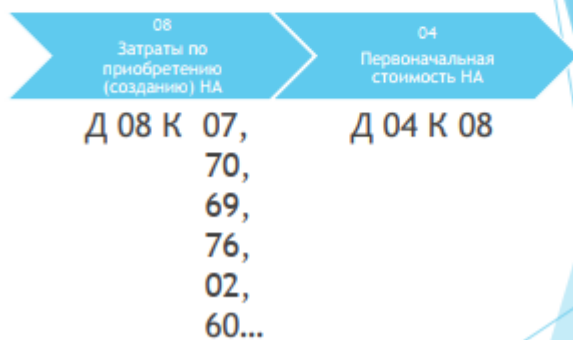 08
Затраты по
приобретению
(созданию) НА
04
Первоначальная
стоимость НА
Д 08 К 07,
70,
69,
76,
02,
60...
Д 04 К 08